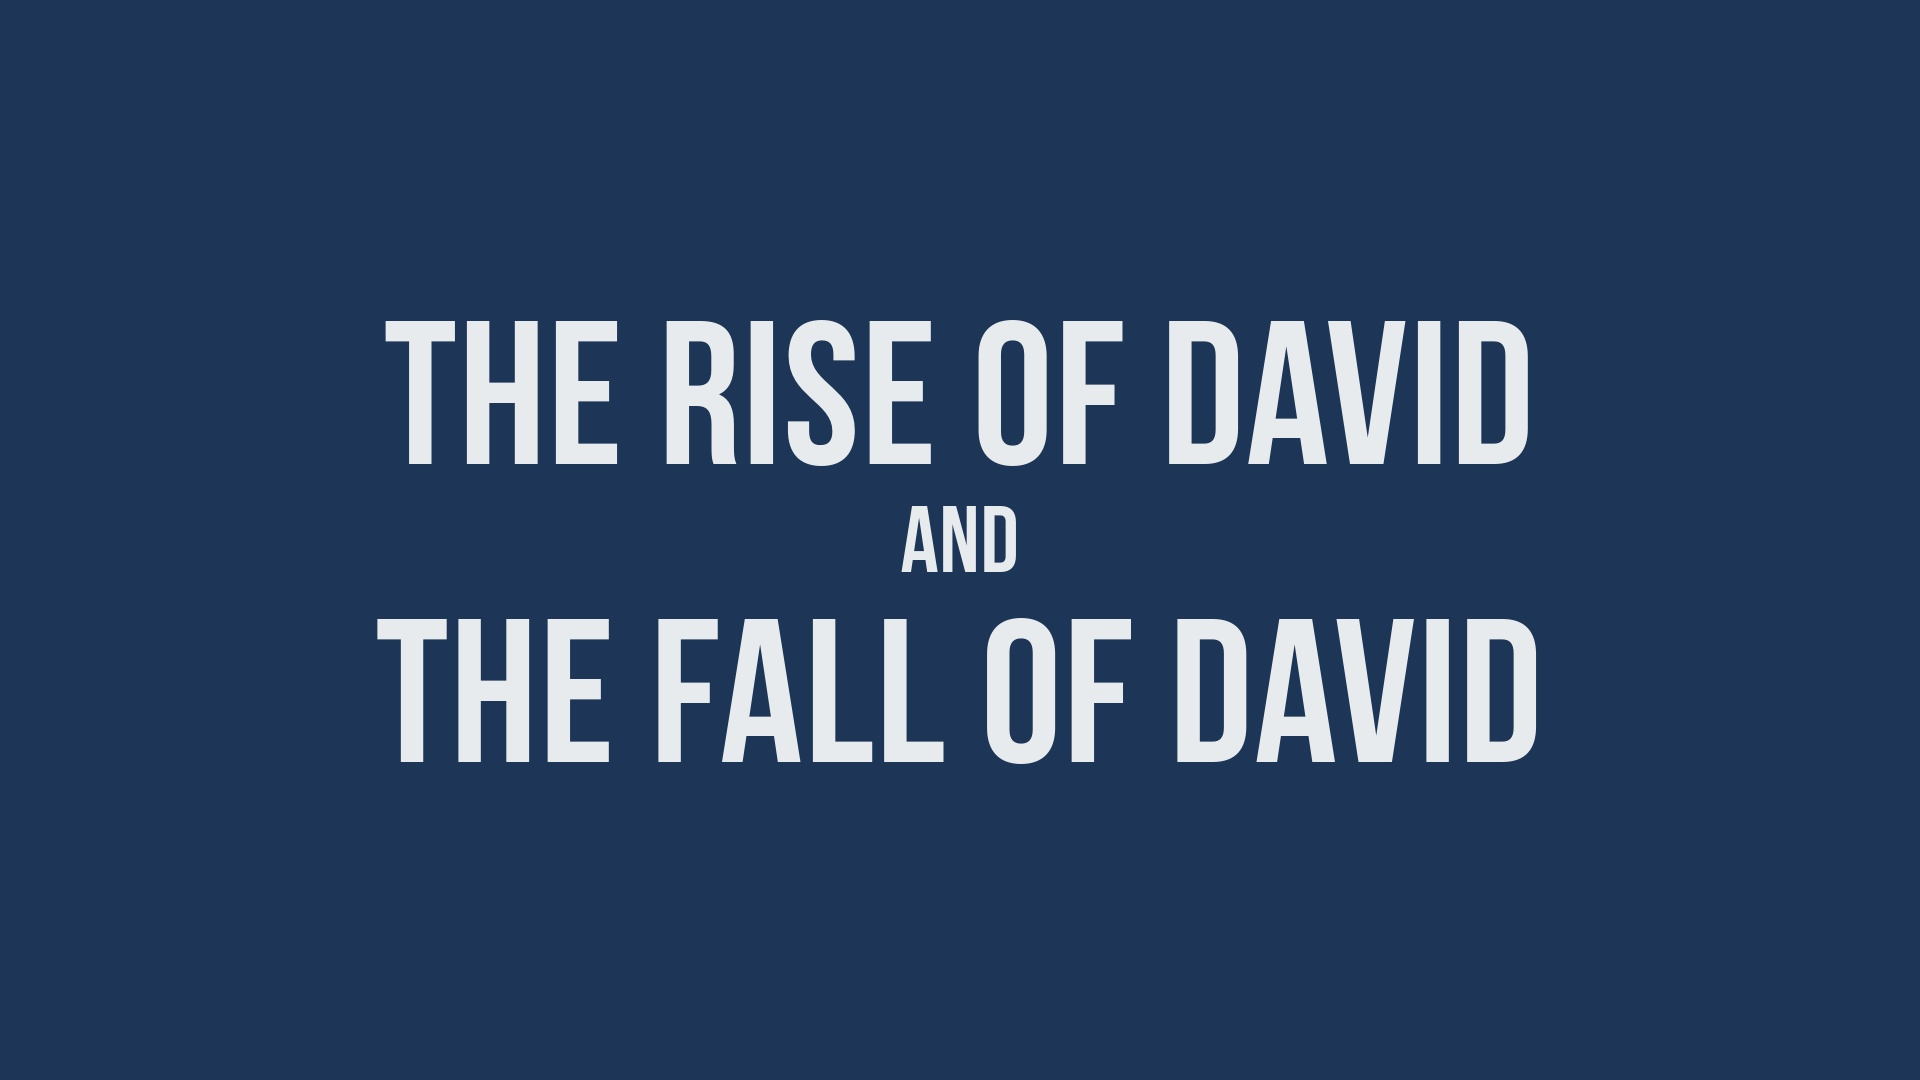 THE RISE OF DAVID
AND
THE FALL OF DAVID